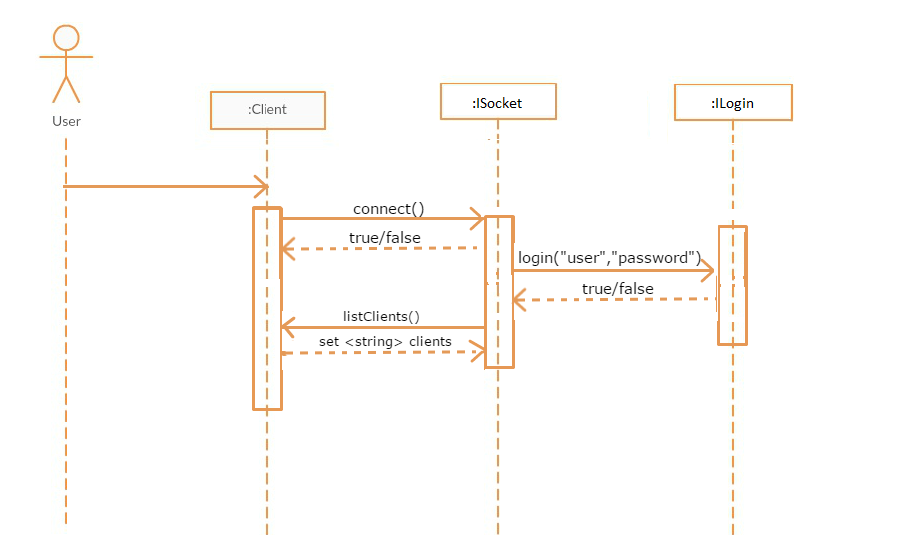 User
:Client
:ISocket
:ILogin
connect()
true/false
login("user","password")
true/false
listClients()
set <string> clients